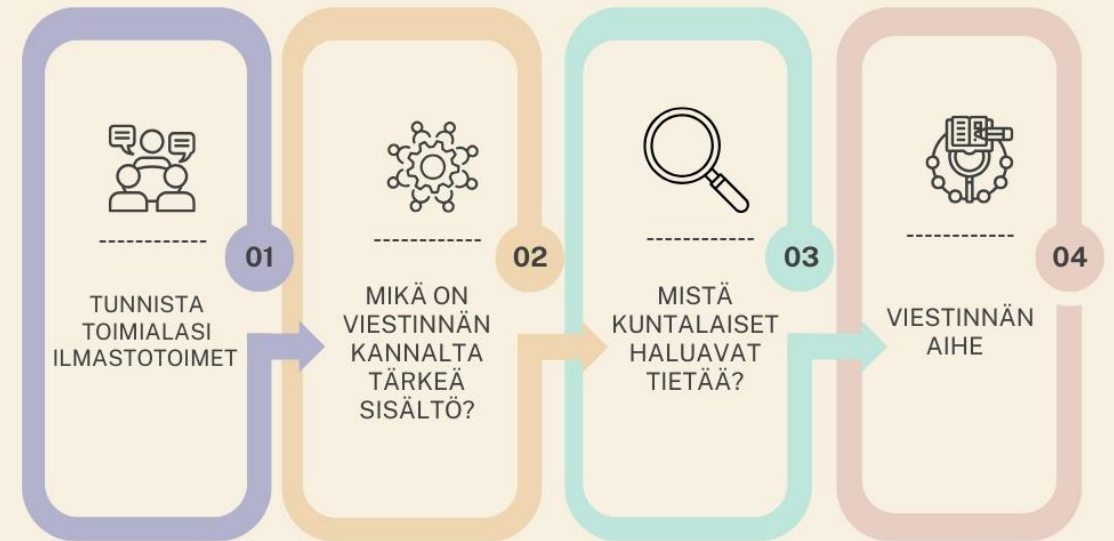 01
TUNNISTA
TOIMIALASI
ILMASTOTOIMET
02
MIKÄ ON
VIESTINNÄN
KANNALTA
TÄRKEÄ
SISÄLTÖ?
03
MISTÄ
KUNTALAISET
HALUAVAT
TIETÄÄ?
04
VIESTINNÄN
AIHE